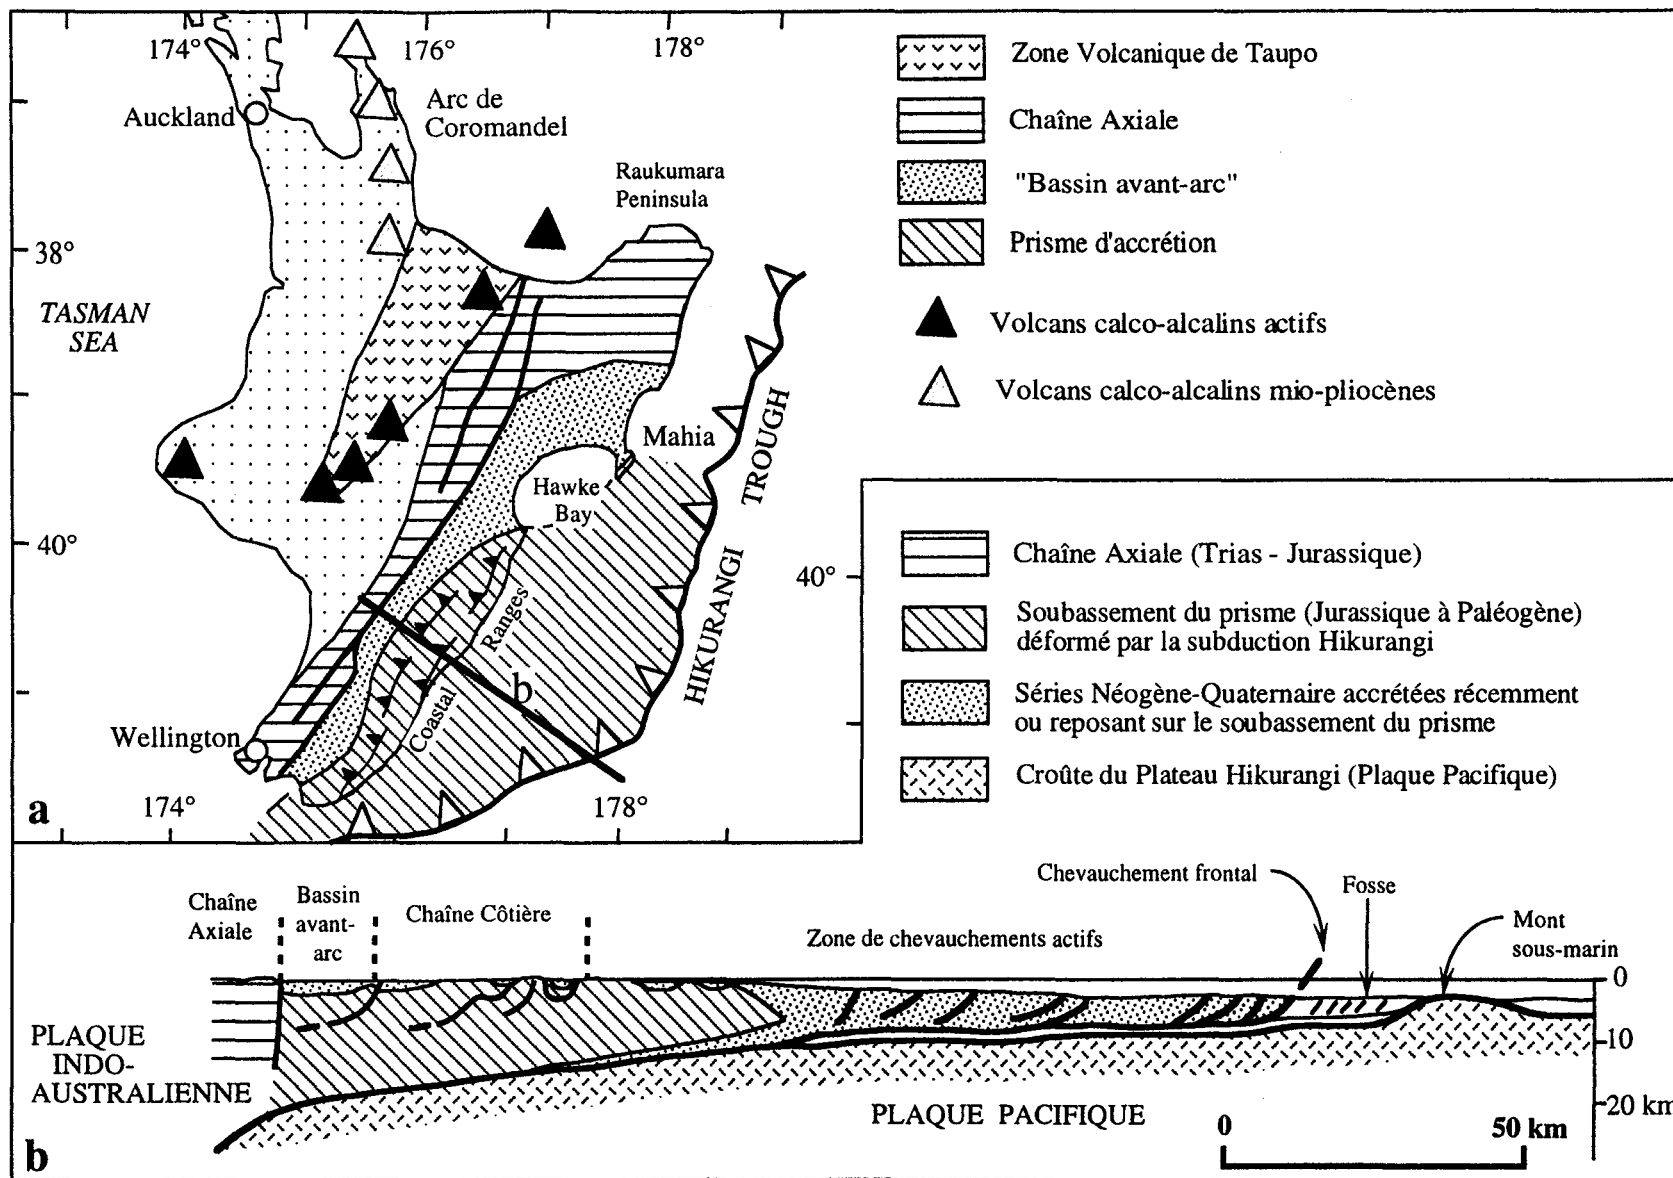 174°
176°
178°
Auckland
Arc de
Coromandel
Raukumara
Peninsula
38°
TASMAN
SEA
Mahia
Hawke
Bay
HIKURANGI TROUGH
40°
Coastal Ranges
b
Wellington
174°
178°
40°
a
Zone Volcanique de Taupo
Chaîne Axiale
"Bassin avant-arc"
Prisme d'accrétion
Volcans calco-alcalins actifs
Volcans calco-alcalins mio-pliocènes
Chaîne Axiale (Trias - Jurassique)
Soubassement du prisme (Jurassique à Paléogène)
déformé par la subduction Hikurangi
Séries Néogène-Quaternaire accrétées récemment
ou reposant sur le soubassement du prisme
Croûte du Plateau Hikurangi (Plaque Pacifique)
Chaîne
Axiale
Bassin
avant-
arc
Chaîne Côtière
Zone de chevauchements actifs
Chevauchement frontal
Fosse
Mont
sous-marin
0
10
20 km
PLAQUE
INDO-
AUSTRALIENNE
PLAQUE PACIFIQUE
0
50 km
b